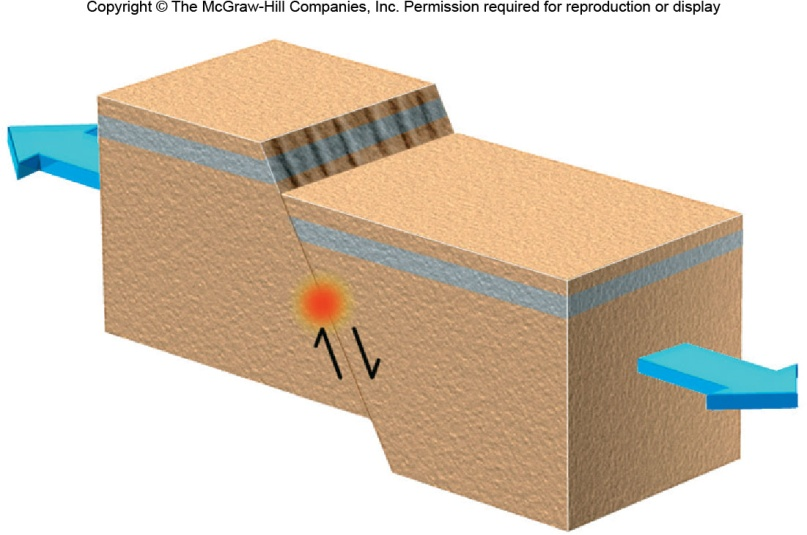 Copyright © The McGraw-Hill Companies, Inc. Permission required for reproduction or display